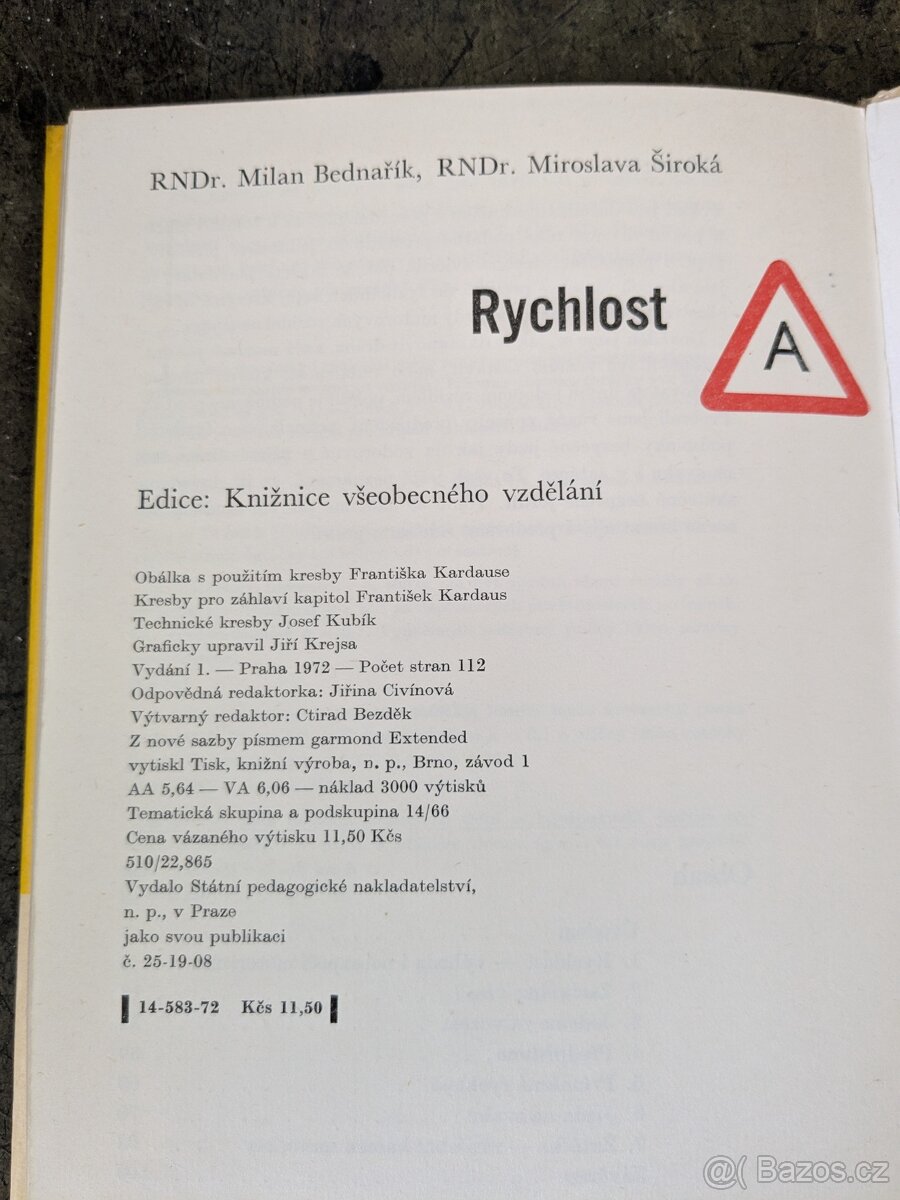 RNDr. Milan Bednařík, RNDr. Miroslava Široká
Rychlost
A
Edice: Knižnice všeobecného vzdělání
Obálka s použitím kresby Františka Kardause
Kresby pro záhlaví kapitol František Kardaus
Technické kresby Josef Kubík
Graficky upravil Jiří Krejsa
Vydání 1. — Praha 1972 — Počet stran 112
Odpovědná redaktorka: Jiřina Civínová
Výtvarný redaktor: Ctirad Bezděk
Z nové sazby písmem garmond Extended
vytiskl Tisk, knižní výroba, n. p., Brno, závod 1
AA 5,64 — VA 6,06 — náklad 3000 výtisků
Tematická skupina a podskupina 14/66
Cena vázaného výtisku 11,50 Kčs
510/22,865
Vydalo Státní pedagogické nakladatelství,
n. p., v Praze
jako svou publikaci
č. 25-19-08
14-583-72 Kčs 11,50
@( Bazos.cz